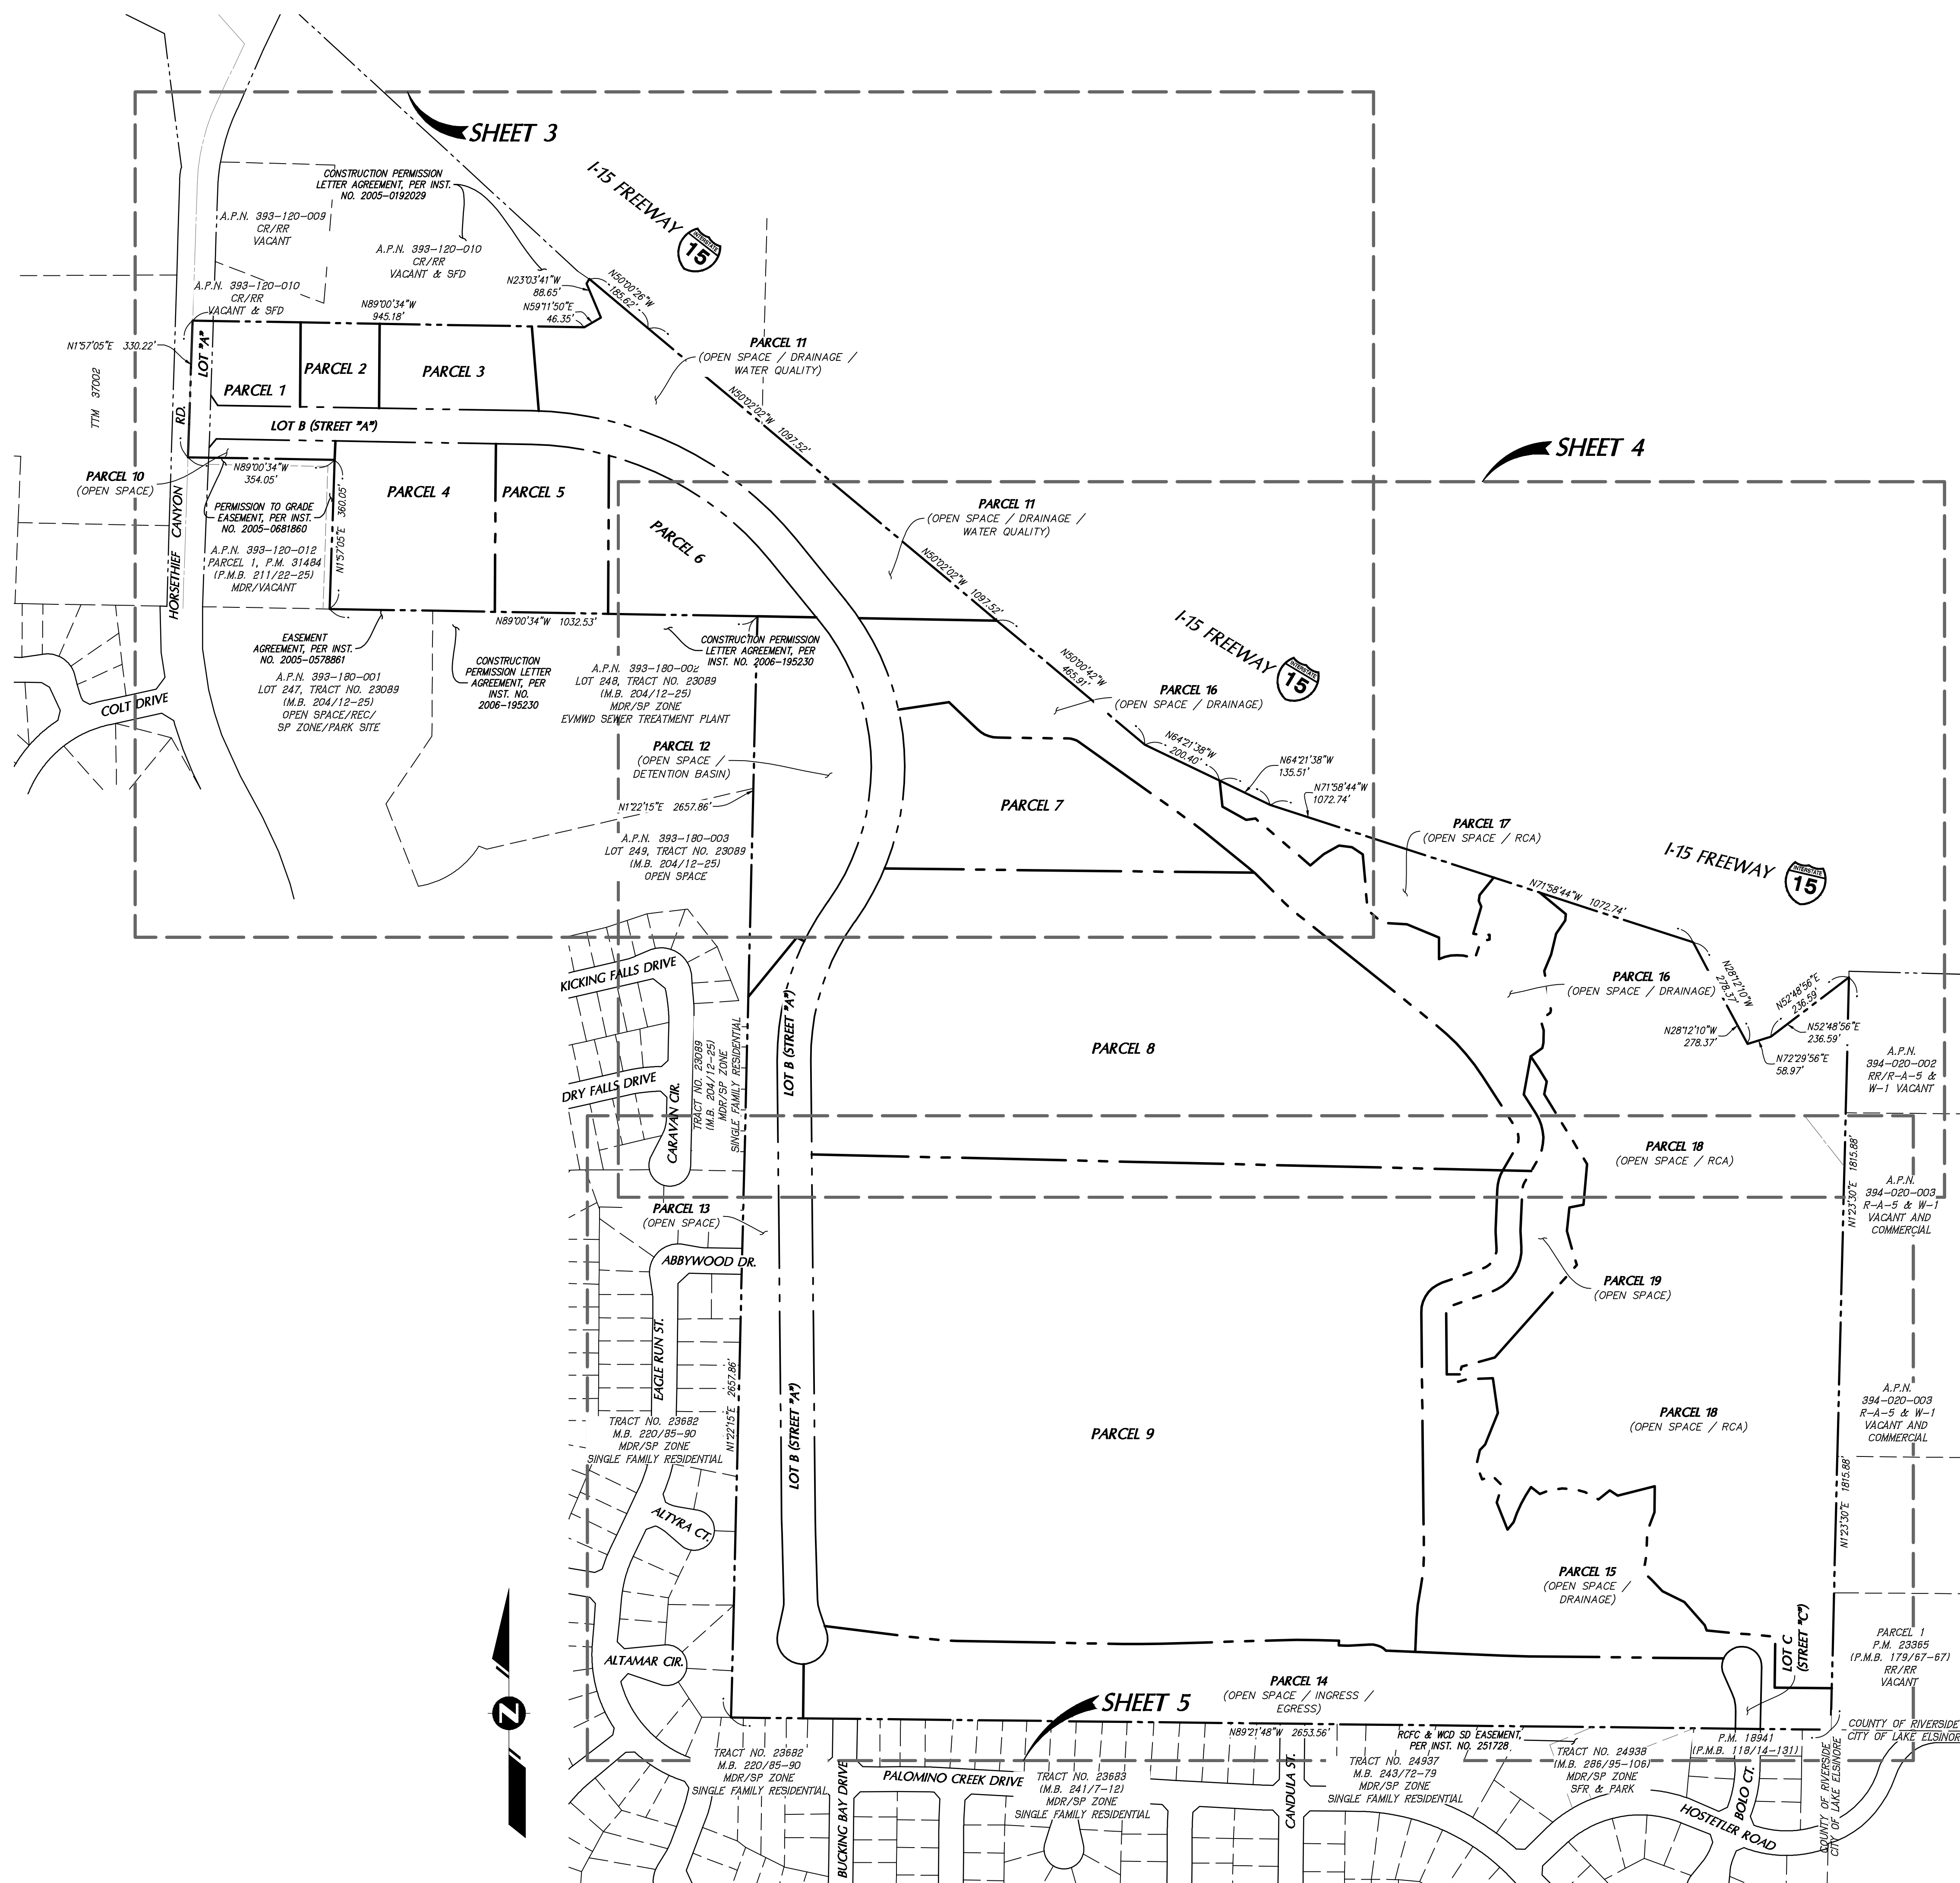 SHEET 3
I-15 FREEWAY
INTERSTATE
15
CONSTRUCTION PERMISSION
LETTER AGREEMENT, PER INST.
NO. 2005-0192029
A.P.N. 393-120-009
CR/RR
VACANT
A.P.N. 393-120-010
CR/RR
VACANT & SFD
A.P.N. 393-120-010
CR/RR
VACANT & SFD
N23°03'41"W
88.65'
N59°11'50"E
46.35'
N50°00'26"W
185.62'
N89°00'34"W
945.18'
N1°57'05"E 330.22'
TTM 37002
LOT "A"
PARCEL 1
PARCEL 2
PARCEL 3
PARCEL 11
(OPEN SPACE / DRAINAGE /
WATER QUALITY)
N50°02'02"W 1097.52'
LOT B (STREET "A")
HORSETHIEF CANYON RD.
PARCEL 10
(OPEN SPACE)
N89°00'34"W
354.05'
PERMISSION TO GRADE
EASEMENT, PER INST.
NO. 2005-0681860
N1°57'05"E 360.05'
PARCEL 4
PARCEL 5
PARCEL 6
SHEET 4
PARCEL 11
(OPEN SPACE / DRAINAGE /
WATER QUALITY)
N50°02'02"W 1097.52'
A.P.N. 393-120-012
PARCEL 1, P.M. 31484
(P.M.B. 211/22-25)
MDR/VACANT
N89°00'34"W 1032.53'
EASEMENT
AGREEMENT, PER INST.
NO. 2005-0578861
A.P.N. 393-180-001
LOT 247, TRACT NO. 23089
(M.B. 204/12-25)
OPEN SPACE/REC/
SP ZONE/PARK SITE
CONSTRUCTION
PERMISSION LETTER
AGREEMENT, PER
INST. NO.
2006-195230
CONSTRUCTION PERMISSION
LETTER AGREEMENT, PER
INST. NO. 2006-195230
A.P.N. 393-180-002
LOT 248, TRACT NO. 23089
(M.B. 204/12-25)
MDR/SP ZONE
EVMWD SEWER TREATMENT PLANT
COLT DRIVE
I-15 FREEWAY
INTERSTATE
15
N50°00'42"W
465.91'
PARCEL 16
(OPEN SPACE / DRAINAGE)
N64°21'38"W
200.40'
N64°21'38"W
135.51'
N71°58'44"W
1072.74'
PARCEL 12
(OPEN SPACE /
DETENTION BASIN)
N1°22'15"E 2657.86'
PARCEL 7
A.P.N. 393-180-003
LOT 249, TRACT NO. 23089
(M.B. 204/12-25)
OPEN SPACE
PARCEL 17
(OPEN SPACE / RCA)
I-15 FREEWAY
INTERSTATE
15
N71°58'44"W 1072.74'
KICKING FALLS DRIVE
DRY FALLS DRIVE
CARAVAN CIR.
TRACT NO. 23089
(M.B. 204/12-25)
MDR/SP ZONE
SINGLE FAMILY RESIDENTIAL
LOT B (STREET "A")
PARCEL 8
PARCEL 16
(OPEN SPACE / DRAINAGE)
N28°12'10"W
278.37'
N52°48'56"E
236.59'
N28°12'10"W
278.37'
N52°48'56"E
236.59'
N72°29'56"E
58.97'
A.P.N.
394-020-002
RR/R-A-5 &
W-1 VACANT
PARCEL 18
(OPEN SPACE / RCA)
N1°23'30"E 1815.88'
A.P.N.
394-020-003
R-A-5 & W-1
VACANT AND
COMMERCIAL
PARCEL 13
(OPEN SPACE)
ABBYWOOD DR.
PARCEL 19
(OPEN SPACE)
EAGLE RUN ST.
N1°22'15"E 2657.86'
LOT B (STREET "A")
PARCEL 9
PARCEL 18
(OPEN SPACE / RCA)
A.P.N.
394-020-003
R-A-5 & W-1
VACANT AND
COMMERCIAL
N1°23'30"E 1815.88'
TRACT NO. 23682
M.B. 220/85-90
MDR/SP ZONE
SINGLE FAMILY RESIDENTIAL
ALTYRA CT.
PARCEL 15
(OPEN SPACE /
DRAINAGE)
ALTAMAR CIR.
LOT C
(STREET "C")
PARCEL 1
P.M. 23365
(P.M.B. 179/67-67)
RR/RR
VACANT
N
SHEET 5
PARCEL 14
(OPEN SPACE / INGRESS /
EGRESS)
N89°21'48"W 2653.56'
RCFC & WCD SD EASEMENT,
PER INST. NO. 251728
P.M. 18941
(P.M.B. 118/14-131)
COUNTY OF RIVERSIDE
CITY OF LAKE ELSINORE
TRACT NO. 23682
M.B. 220/85-90
MDR/SP ZONE
SINGLE FAMILY RESIDENTIAL
BUCKING BAY DRIVE
PALOMINO CREEK DRIVE
TRACT NO. 23683
(M.B. 241/7-12)
MDR/SP ZONE
SINGLE FAMILY RESIDENTIAL
CANDULA ST.
TRACT NO. 24937
M.B. 243/72-79
MDR/SP ZONE
SINGLE FAMILY RESIDENTIAL
TRACT NO. 24938
(M.B. 286/95-106)
MDR/SP ZONE
SFR & PARK
BOLO CT.
HOSTETLER ROAD
COUNTY OF RIVERSIDE
CITY OF LAKE ELSINORE